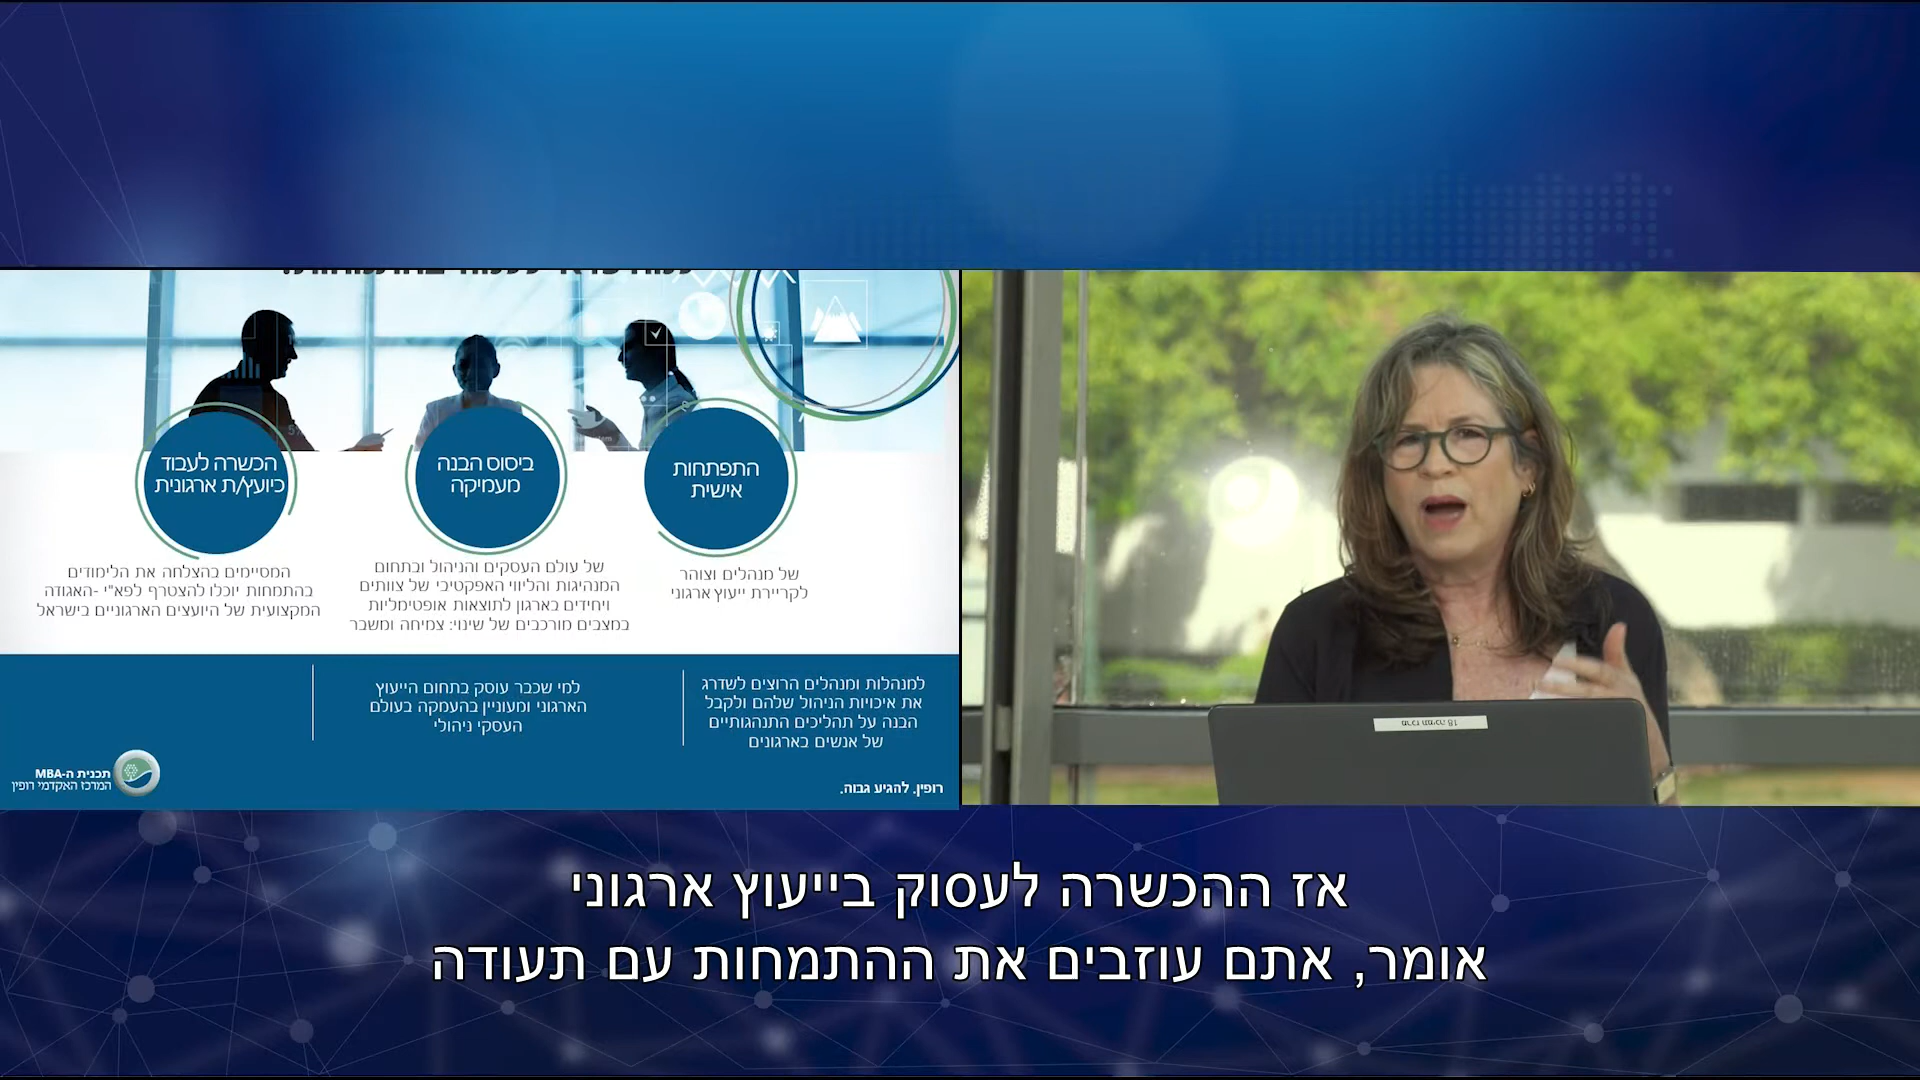 התפתחות
אישית
של מנהלים וצוהר
לקריירת ייעוץ ארגוני
ביסוס הבנה
מעמיקה
של עולם העסקים והניהול ובתחום
המנהיגות והליווי האפקטיבי של צוותים
ויחידים בארגון לתוצאות אופטימליות
במצבים מורכבים של שינוי: צמיחה ומשבר
הכשרה לעבוד
כיועץ/ת ארגונית
המסיימים בהצלחה את הלימודים
בהתמחות יוכלו להצטרף לפא"י -האגודה
המקצועית של היועצים הארגוניים בישראל
למנהלות ומנהלים הרוצים לשדרג
את איכויות הניהול שלהם ולקבל
הבנה על תהליכים התנהגותיים
של אנשים בארגונים
למי שכבר עוסק בתחום הייעוץ
הארגוני ומעוניין בהעמקה בעולם
העסקי ניהולי
רופין. להגיע גבוה.
תכנית ה-MBA
המרכז האקדמי רופין
אז ההכשרה לעסוק בייעוץ ארגוני
אומר, אתם עוזבים את ההתמחות עם תעודה